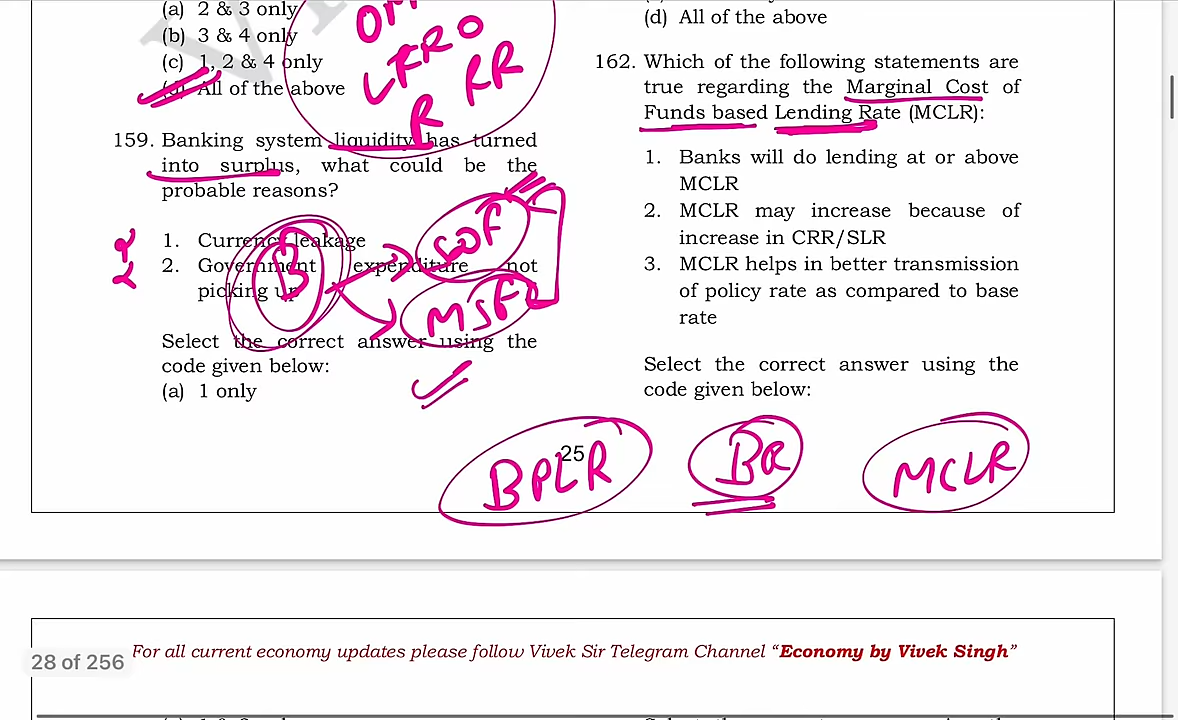 (a) 2 & 3 only
(b) 3 & 4 only
(c) 1, 2 & 4 only
(d) All of the above
LTRO
RR
R
159. Banking system liquidity has turned
into surplus, what could be the
probable reasons?
1. Currency leakage
2. Government expenditure not
picking up
B
SDF
MSF
Select the correct answer using the
code given below:
(a) 1 only
(d) All of the above
162. Which of the following statements are
true regarding the Marginal Cost of
Funds based Lending Rate (MCLR):
1. Banks will do lending at or above
MCLR
2. MCLR may increase because of
increase in CRR/SLR
3. MCLR helps in better transmission
of policy rate as compared to base
rate
Select the correct answer using the
code given below:
25
BPLR
BR
MCLR
28 of 256
For all current economy updates please follow Vivek Sir Telegram Channel “Economy by Vivek Singh”